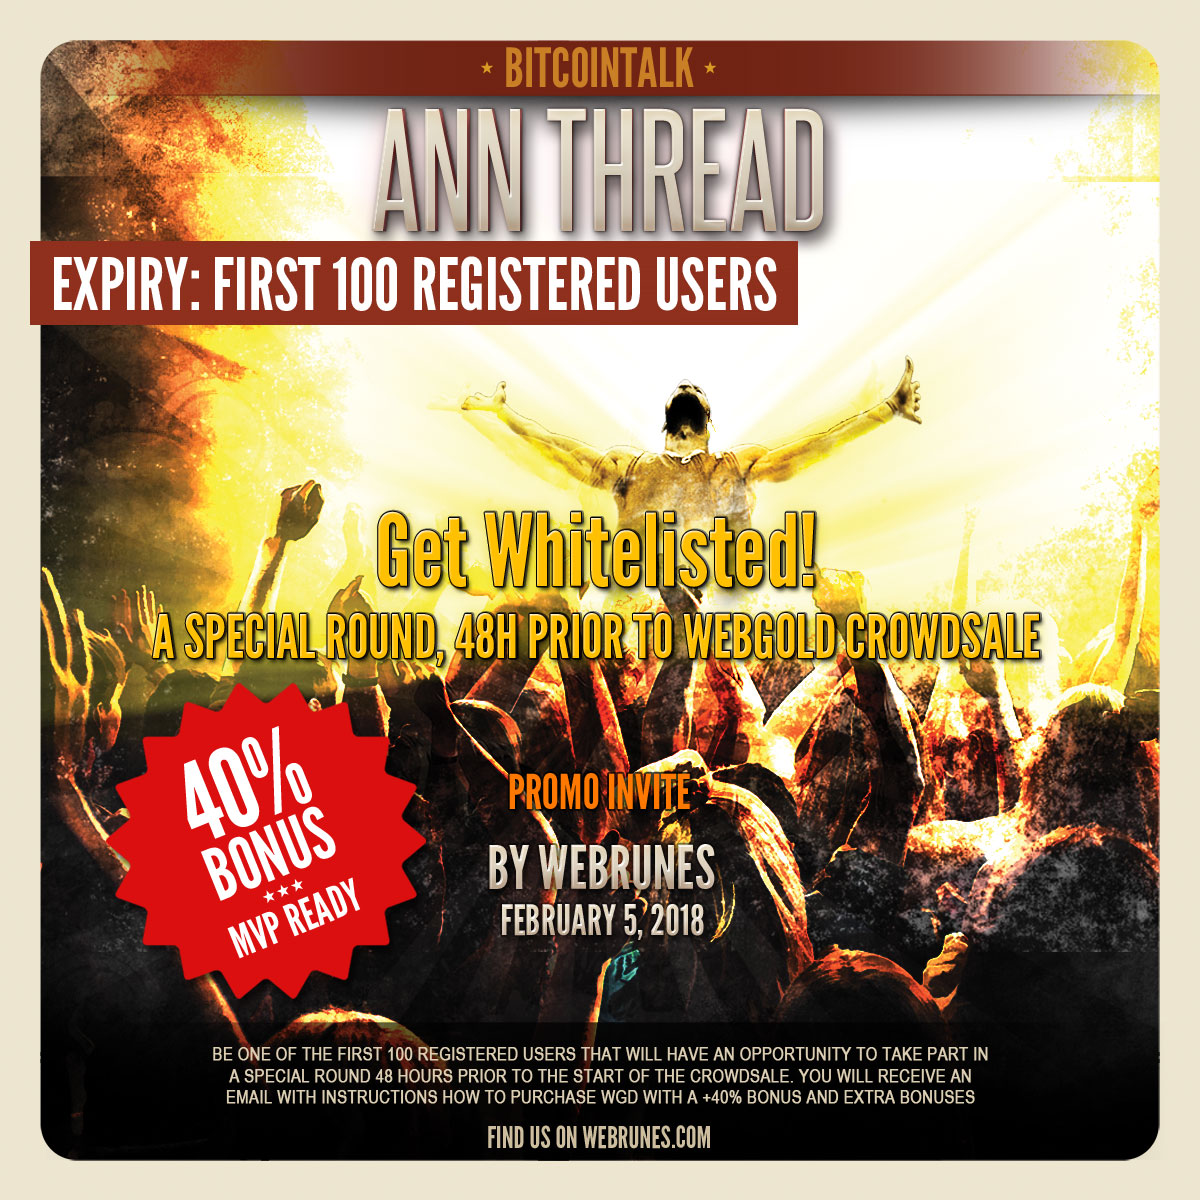 ★ BITCOINTALK ★
ANN THREAD
EXPIRY: FIRST 100 REGISTERED USERS
Get Whitelisted!
A SPECIAL ROUND, 48H PRIOR TO WEBGOLD CROWDSALE
40%
BONUS
★★★
MVP READY
PROMO INVITE
BY WEBRUNES
FEBRUARY 5, 2018
BE ONE OF THE FIRST 100 REGISTERED USERS THAT WILL HAVE AN OPPORTUNITY TO TAKE PART IN
A SPECIAL ROUND 48 HOURS PRIOR TO THE START OF THE CROWDSALE. YOU WILL RECEIVE AN
EMAIL WITH INSTRUCTIONS HOW TO PURCHASE WGD WITH A +40% BONUS AND EXTRA BONUSES
FIND US ON WEBRUNES.COM